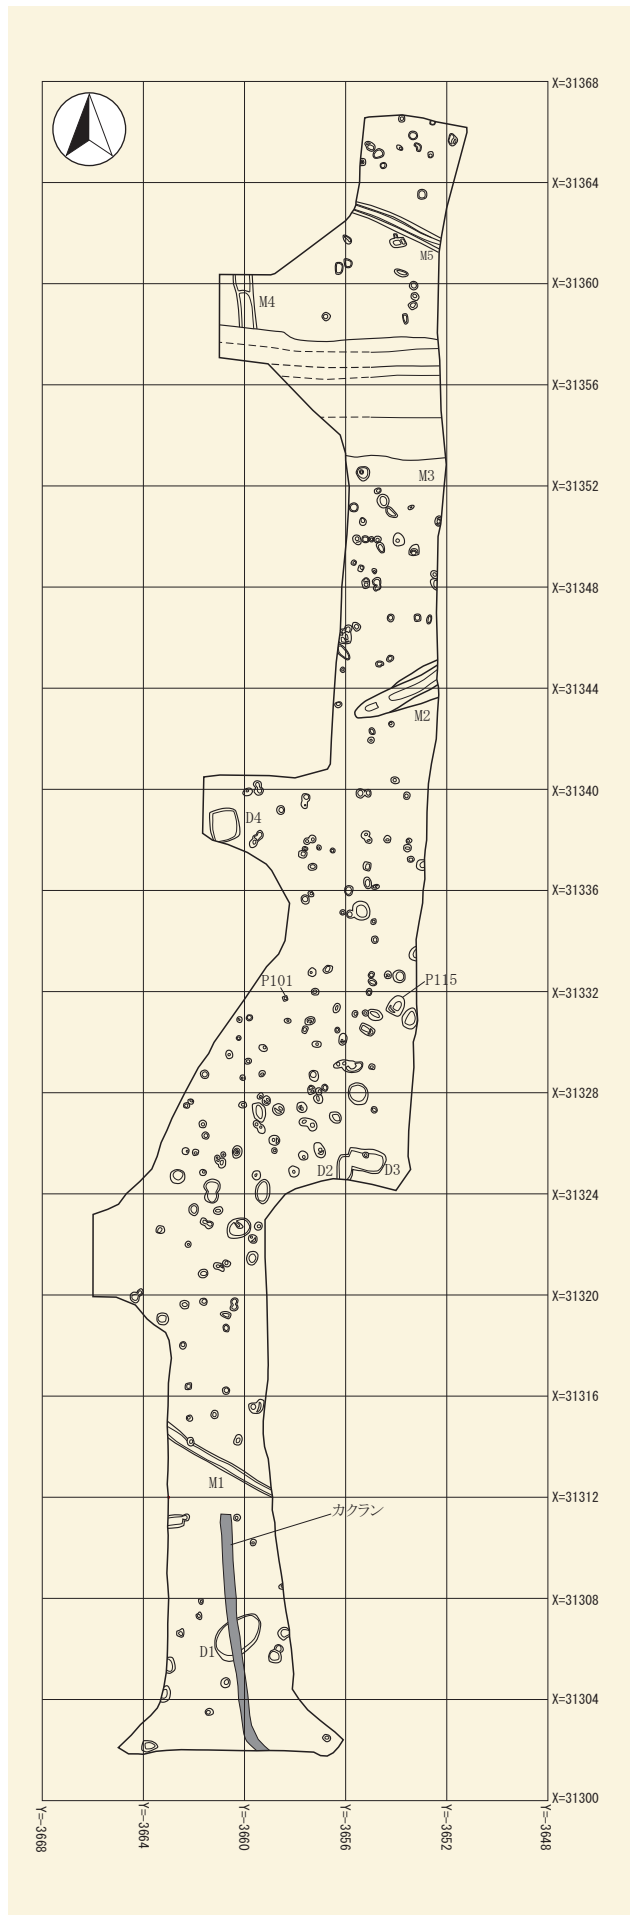 X=31368
X=31364
M5
X=31360
M4
X=31356
M3
X=31352
X=31348
X=31344
M2
X=31340
D4
X=31336
P101
P115
X=31332
X=31328
D2
D3
X=31324
X=31320
X=31316
M1
X=31312
カクラン
X=31308
D1
X=31304
X=31300
Y=-3668
Y=-3664
Y=-3660
Y=-3656
Y=-3652
Y=-3648